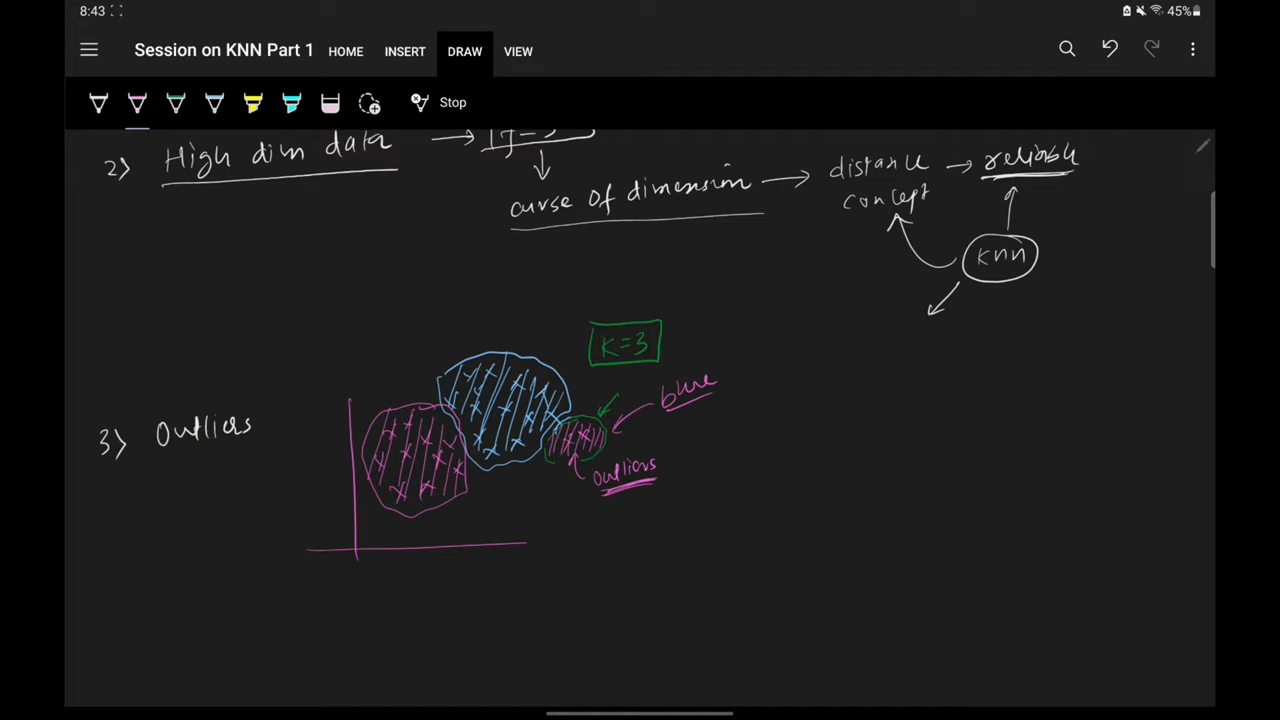 8:43
45%
Session on KNN Part 1 HOME INSERT DRAW VIEW
Stop
2) High dim data
curse of dimension
distance concept
reliable
knn
K=3
blue
3) Outliers
outliers